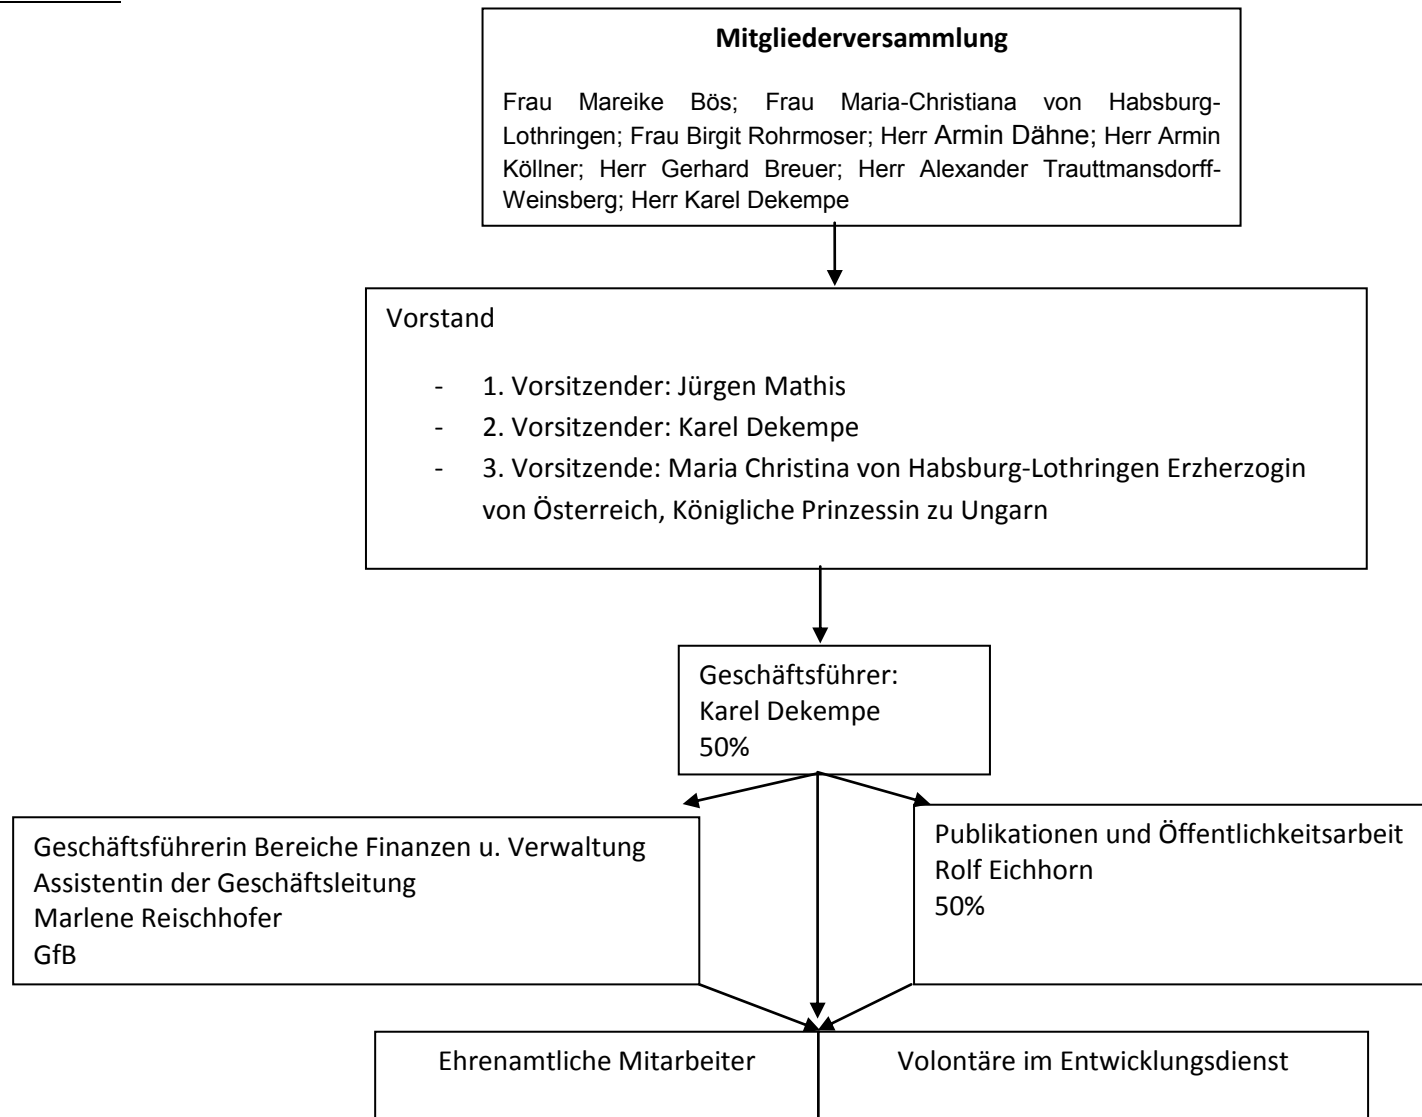 Mitgliederversammlung
Frau Mareike Bös; Frau Maria-Christiana von Habsburg-
Lothringen; Frau Birgit Rohrmoser; Herr Armin Dähne; Herr Armin
Köllner; Herr Gerhard Breuer; Herr Alexander Trauttmansdorff-
Weinsberg; Herr Karel Dekempe
Vorstand
- 1. Vorsitzender: Jürgen Mathis
- 2. Vorsitzender: Karel Dekempe
- 3. Vorsitzende: Maria Christina von Habsburg-Lothringen Erzherzogin
von Österreich, Königliche Prinzessin zu Ungarn
Geschäftsführer:
Karel Dekempe
50%
Geschäftsführerin Bereiche Finanzen u. Verwaltung
Assistentin der Geschäftsleitung
Marlene Reischhofer
GfB
Publikationen und Öffentlichkeitsarbeit
Rolf Eichhorn
50%
Ehrenamtliche Mitarbeiter
Volontäre im Entwicklungsdienst